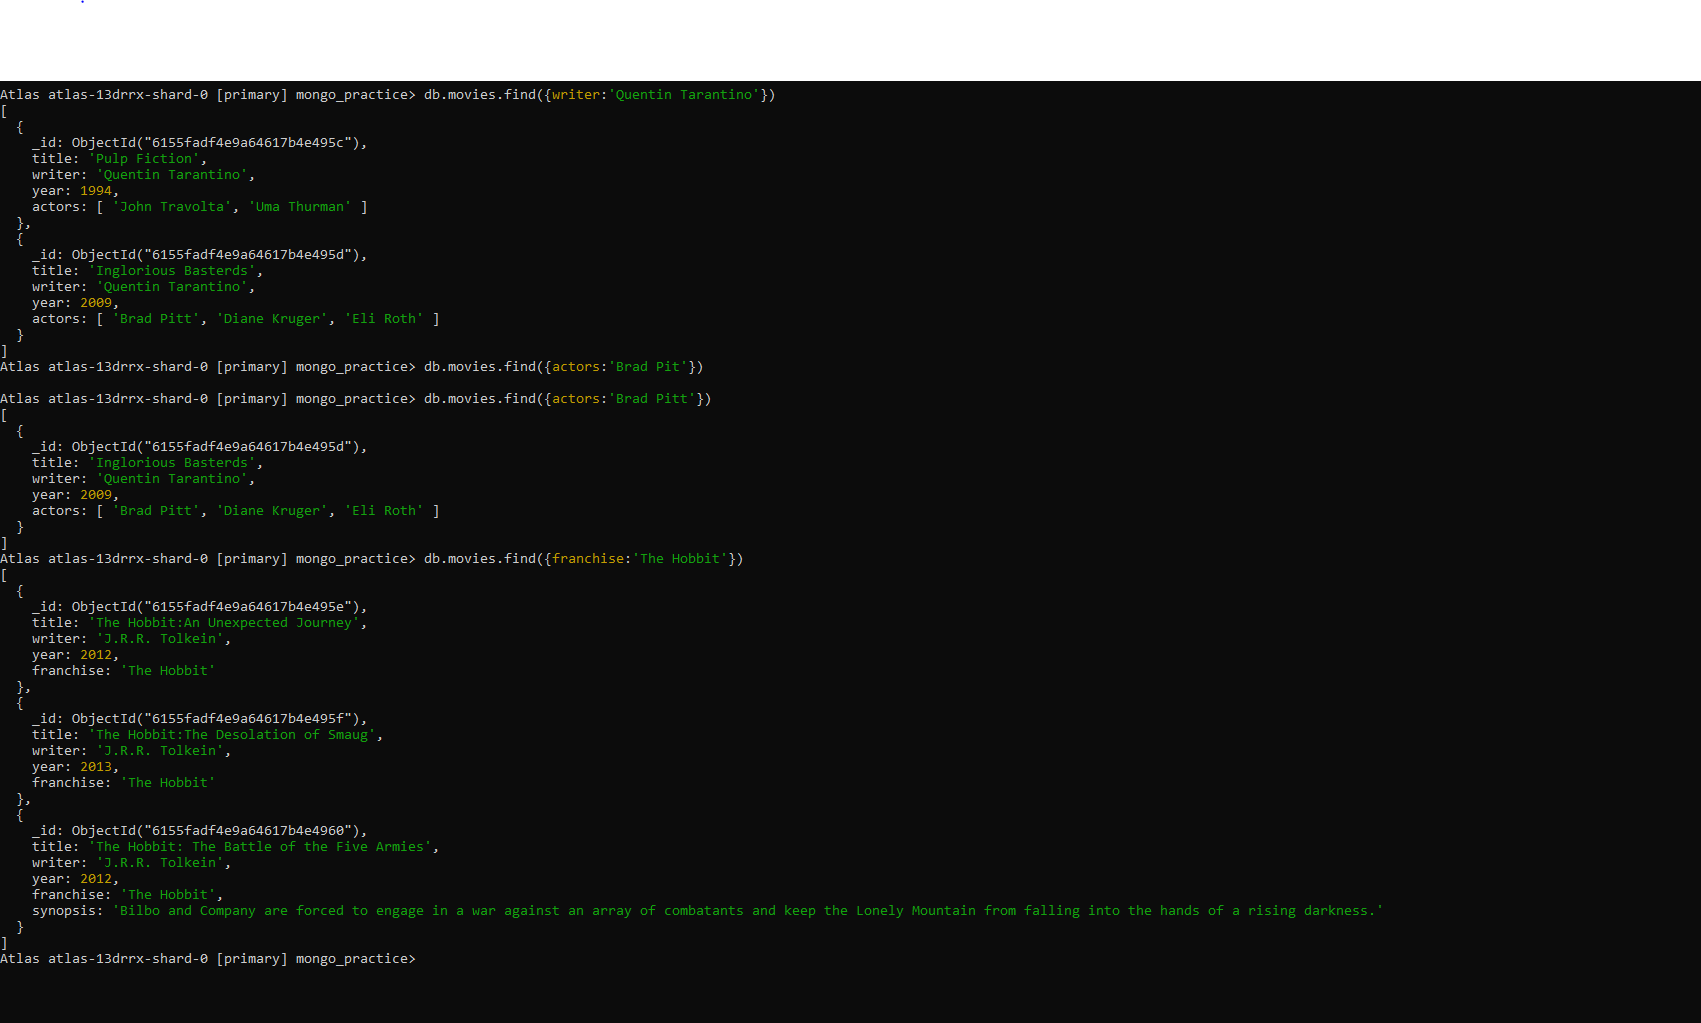 Atlas atlas-13drrx-shard-0 [primary] mongo_practice> db.movies.find({writer:'Quentin Tarantino'})
[
  {
    _id: ObjectId("6155fadf4e9a64617b4e495c"),
    title: 'Pulp Fiction',
    writer: 'Quentin Tarantino',
    year: 1994,
    actors: [ 'John Travolta', 'Uma Thurman' ]
  },
  {
    _id: ObjectId("6155fadf4e9a64617b4e495d"),
    title: 'Inglorious Basterds',
    writer: 'Quentin Tarantino',
    year: 2009,
    actors: [ 'Brad Pitt', 'Diane Kruger', 'Eli Roth' ]
  }
]
Atlas atlas-13drrx-shard-0 [primary] mongo_practice> db.movies.find({actors:'Brad Pit'})
Atlas atlas-13drrx-shard-0 [primary] mongo_practice> db.movies.find({actors:'Brad Pitt'})
[
  {
    _id: ObjectId("6155fadf4e9a64617b4e495d"),
    title: 'Inglorious Basterds',
    writer: 'Quentin Tarantino',
    year: 2009,
    actors: [ 'Brad Pitt', 'Diane Kruger', 'Eli Roth' ]
  }
]
Atlas atlas-13drrx-shard-0 [primary] mongo_practice> db.movies.find({franchise:'The Hobbit'})
[
  {
    _id: ObjectId("6155fadf4e9a64617b4e495e"),
    title: 'The Hobbit:An Unexpected Journey',
    writer: 'J.R.R. Tolkein',
    year: 2012,
    franchise: 'The Hobbit'
  },
  {
    _id: ObjectId("6155fadf4e9a64617b4e495f"),
    title: 'The Hobbit:The Desolation of Smaug',
    writer: 'J.R.R. Tolkein',
    year: 2013,
    franchise: 'The Hobbit'
  },
  {
    _id: ObjectId("6155fadf4e9a64617b4e4960"),
    title: 'The Hobbit: The Battle of the Five Armies',
    writer: 'J.R.R. Tolkein',
    year: 2012,
    franchise: 'The Hobbit',
    synopsis: 'Bilbo and Company are forced to engage in a war against an array of combatants and keep the Lonely Mountain from falling into the hands of a rising darkness.'
  }
]
Atlas atlas-13drrx-shard-0 [primary] mongo_practice>